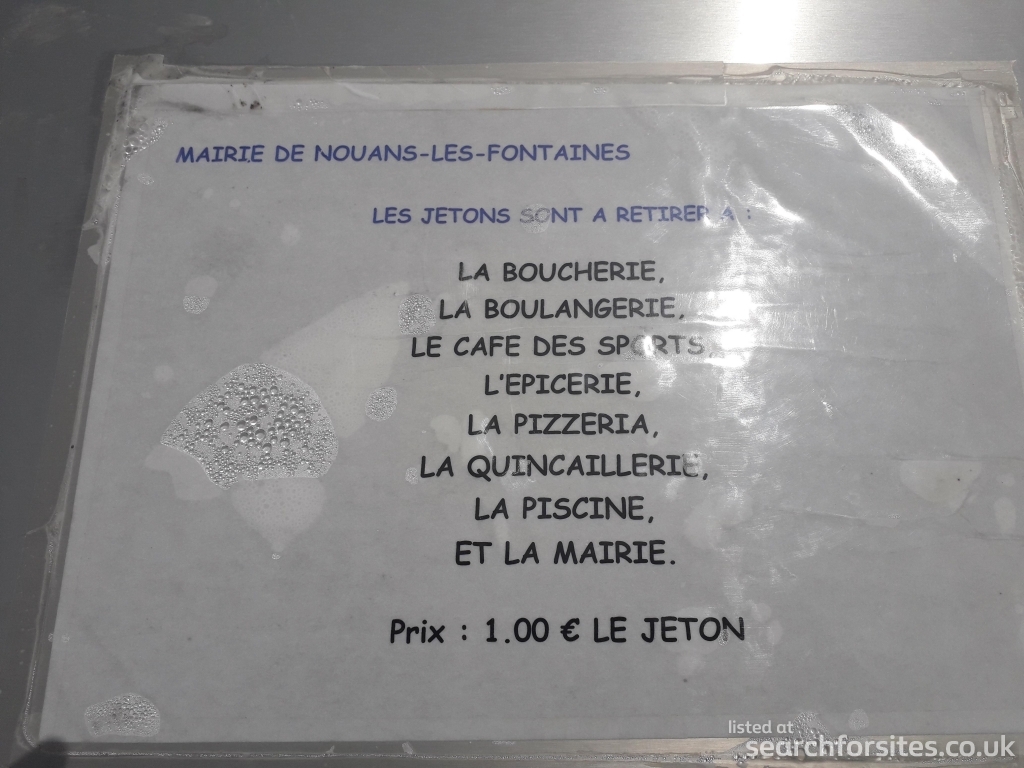 MAIRIE DE NOUANS-LES-FONTAINES
LES JETONS SONT A RETIRER A :
LA BOUCHERIE,
LA BOULANGERIE,
LE CAFE DES SPORTS,
L'EPICERIE,
LA PIZZERIA,
LA QUINCAILLERIE,
LA PISCINE,
ET LA MAIRIE.
Prix : 1.00 € LE JETON
listed at
searchforsites.co.uk